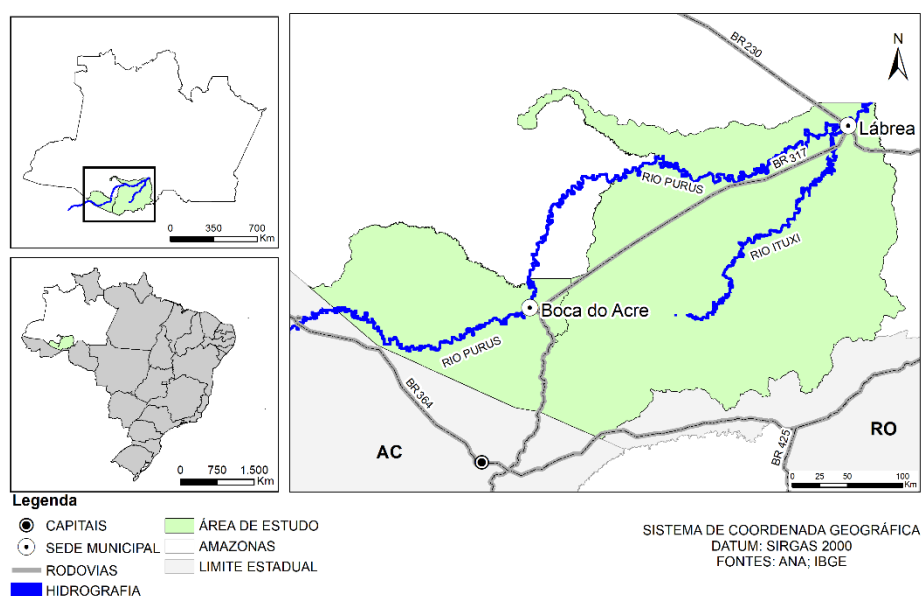 0 350 700
Km
0 750 1.500
Km
N
BR 230
Lábrea
BR 317
RIO PURUS
RIO ITUXI
Boca do Acre
RIO PURUS
BR 364
AC
RO
BR 425
0 25 50 100
Km
Legenda
CAPITAIS
SEDE MUNICIPAL
RODOVIAS
HIDROGRAFIA
ÁREA DE ESTUDO
AMAZONAS
LIMITE ESTADUAL
SISTEMA DE COORDENADA GEOGRÁFICA
DATUM: SIRGAS 2000
FONTES: ANA; IBGE